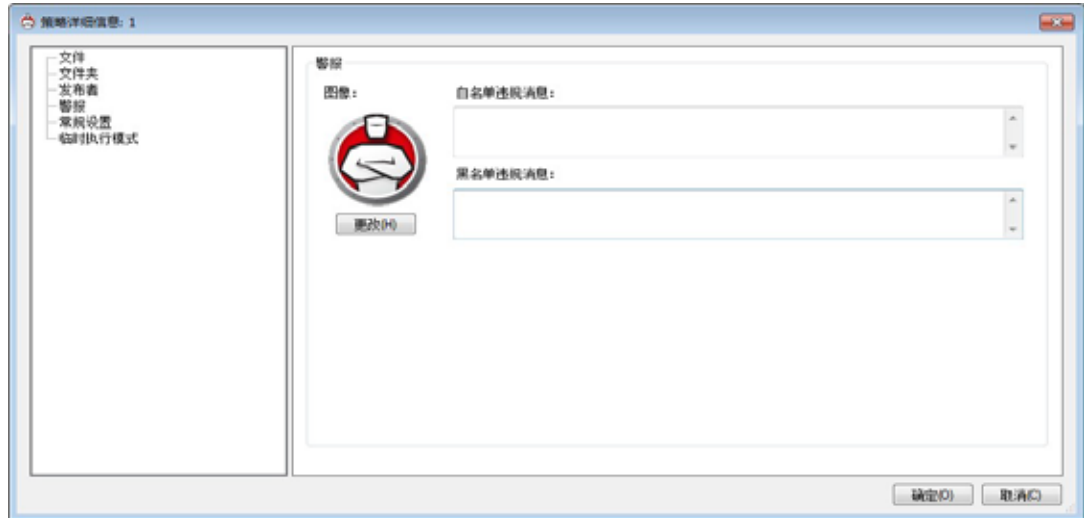 策略详细信息: 1
文件
文件夹
发布者
警报
常规设置
临时执行模式
警报
图像:
白名单违规消息:
黑名单违规消息:
更改(H)
确定(O)
取消(C)